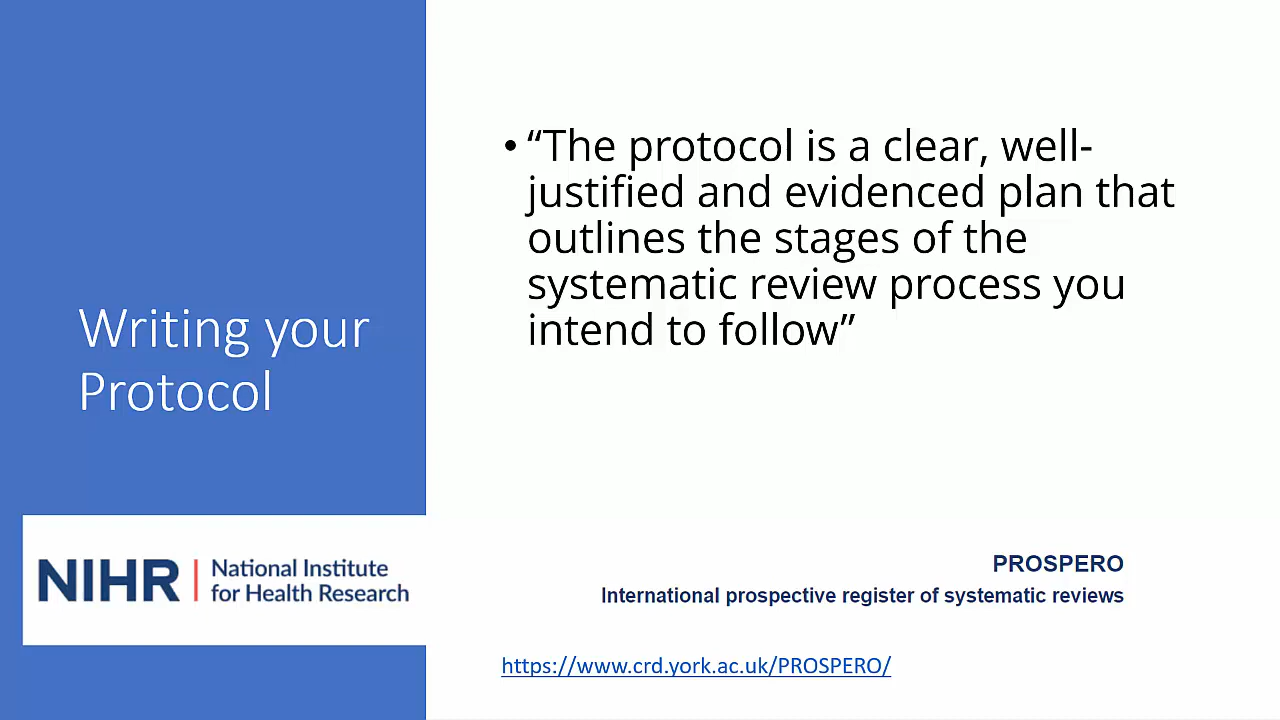 Writing your
Protocol
• “The protocol is a clear, well-
justified and evidenced plan that
outlines the stages of the
systematic review process you
intend to follow”
NIHR | National Institute
for Health Research
PROSPERO
International prospective register of systematic reviews
https://www.crd.york.ac.uk/PROSPERO/